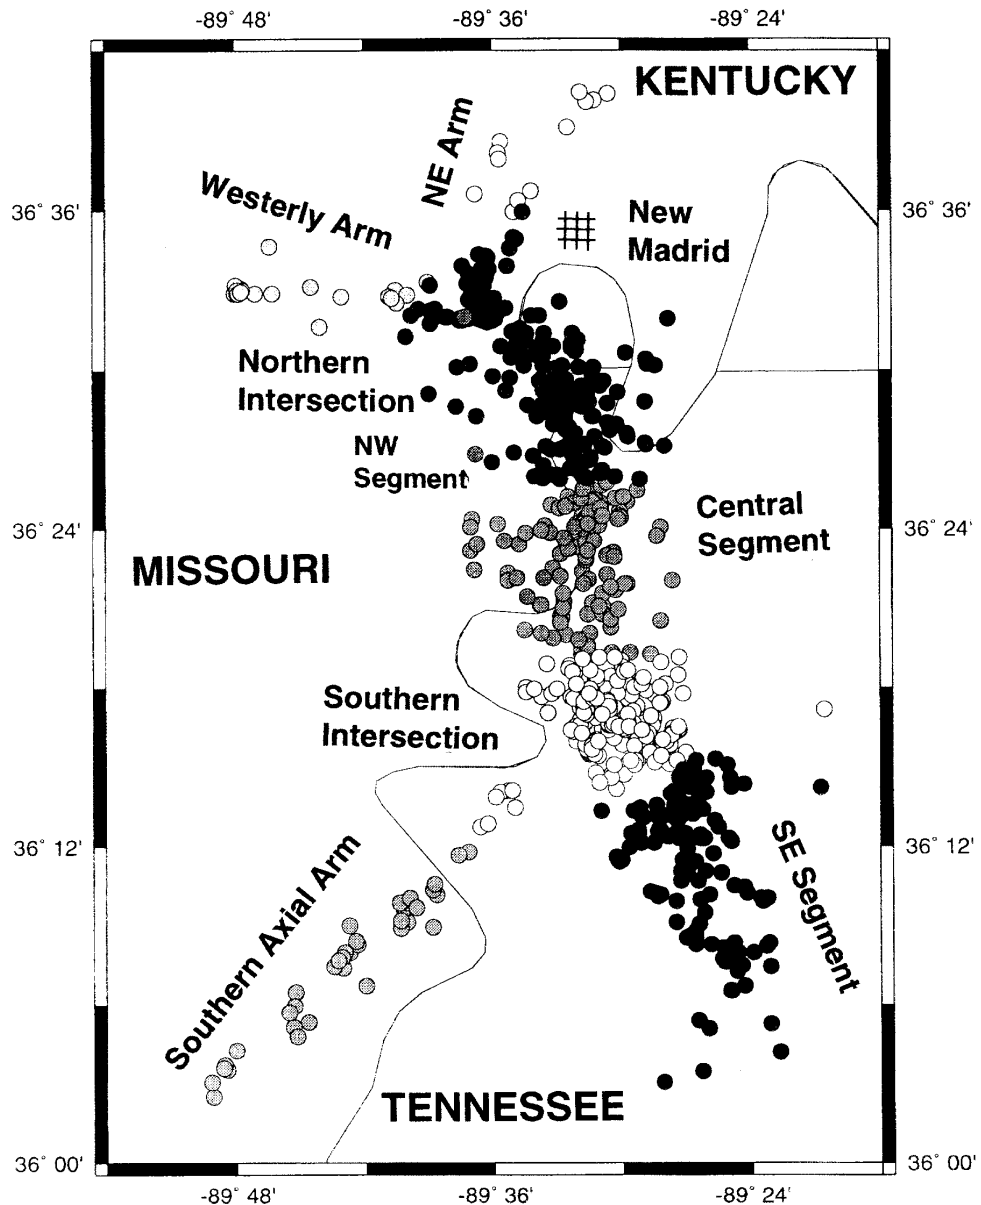 -89° 48' -89° 36' -89° 24'
KENTUCKY
NE Arm
Westerly Arm
36° 36' 36° 36'
New
Madrid
Northern
Intersection
NW
Segment
Central
Segment
36° 24' 36° 24'
MISSOURI
Southern
Intersection
36° 12' 36° 12'
SE Segment
Southern Axial Arm
TENNESSEE
36° 00' 36° 00'
-89° 48' -89° 36' -89° 24'